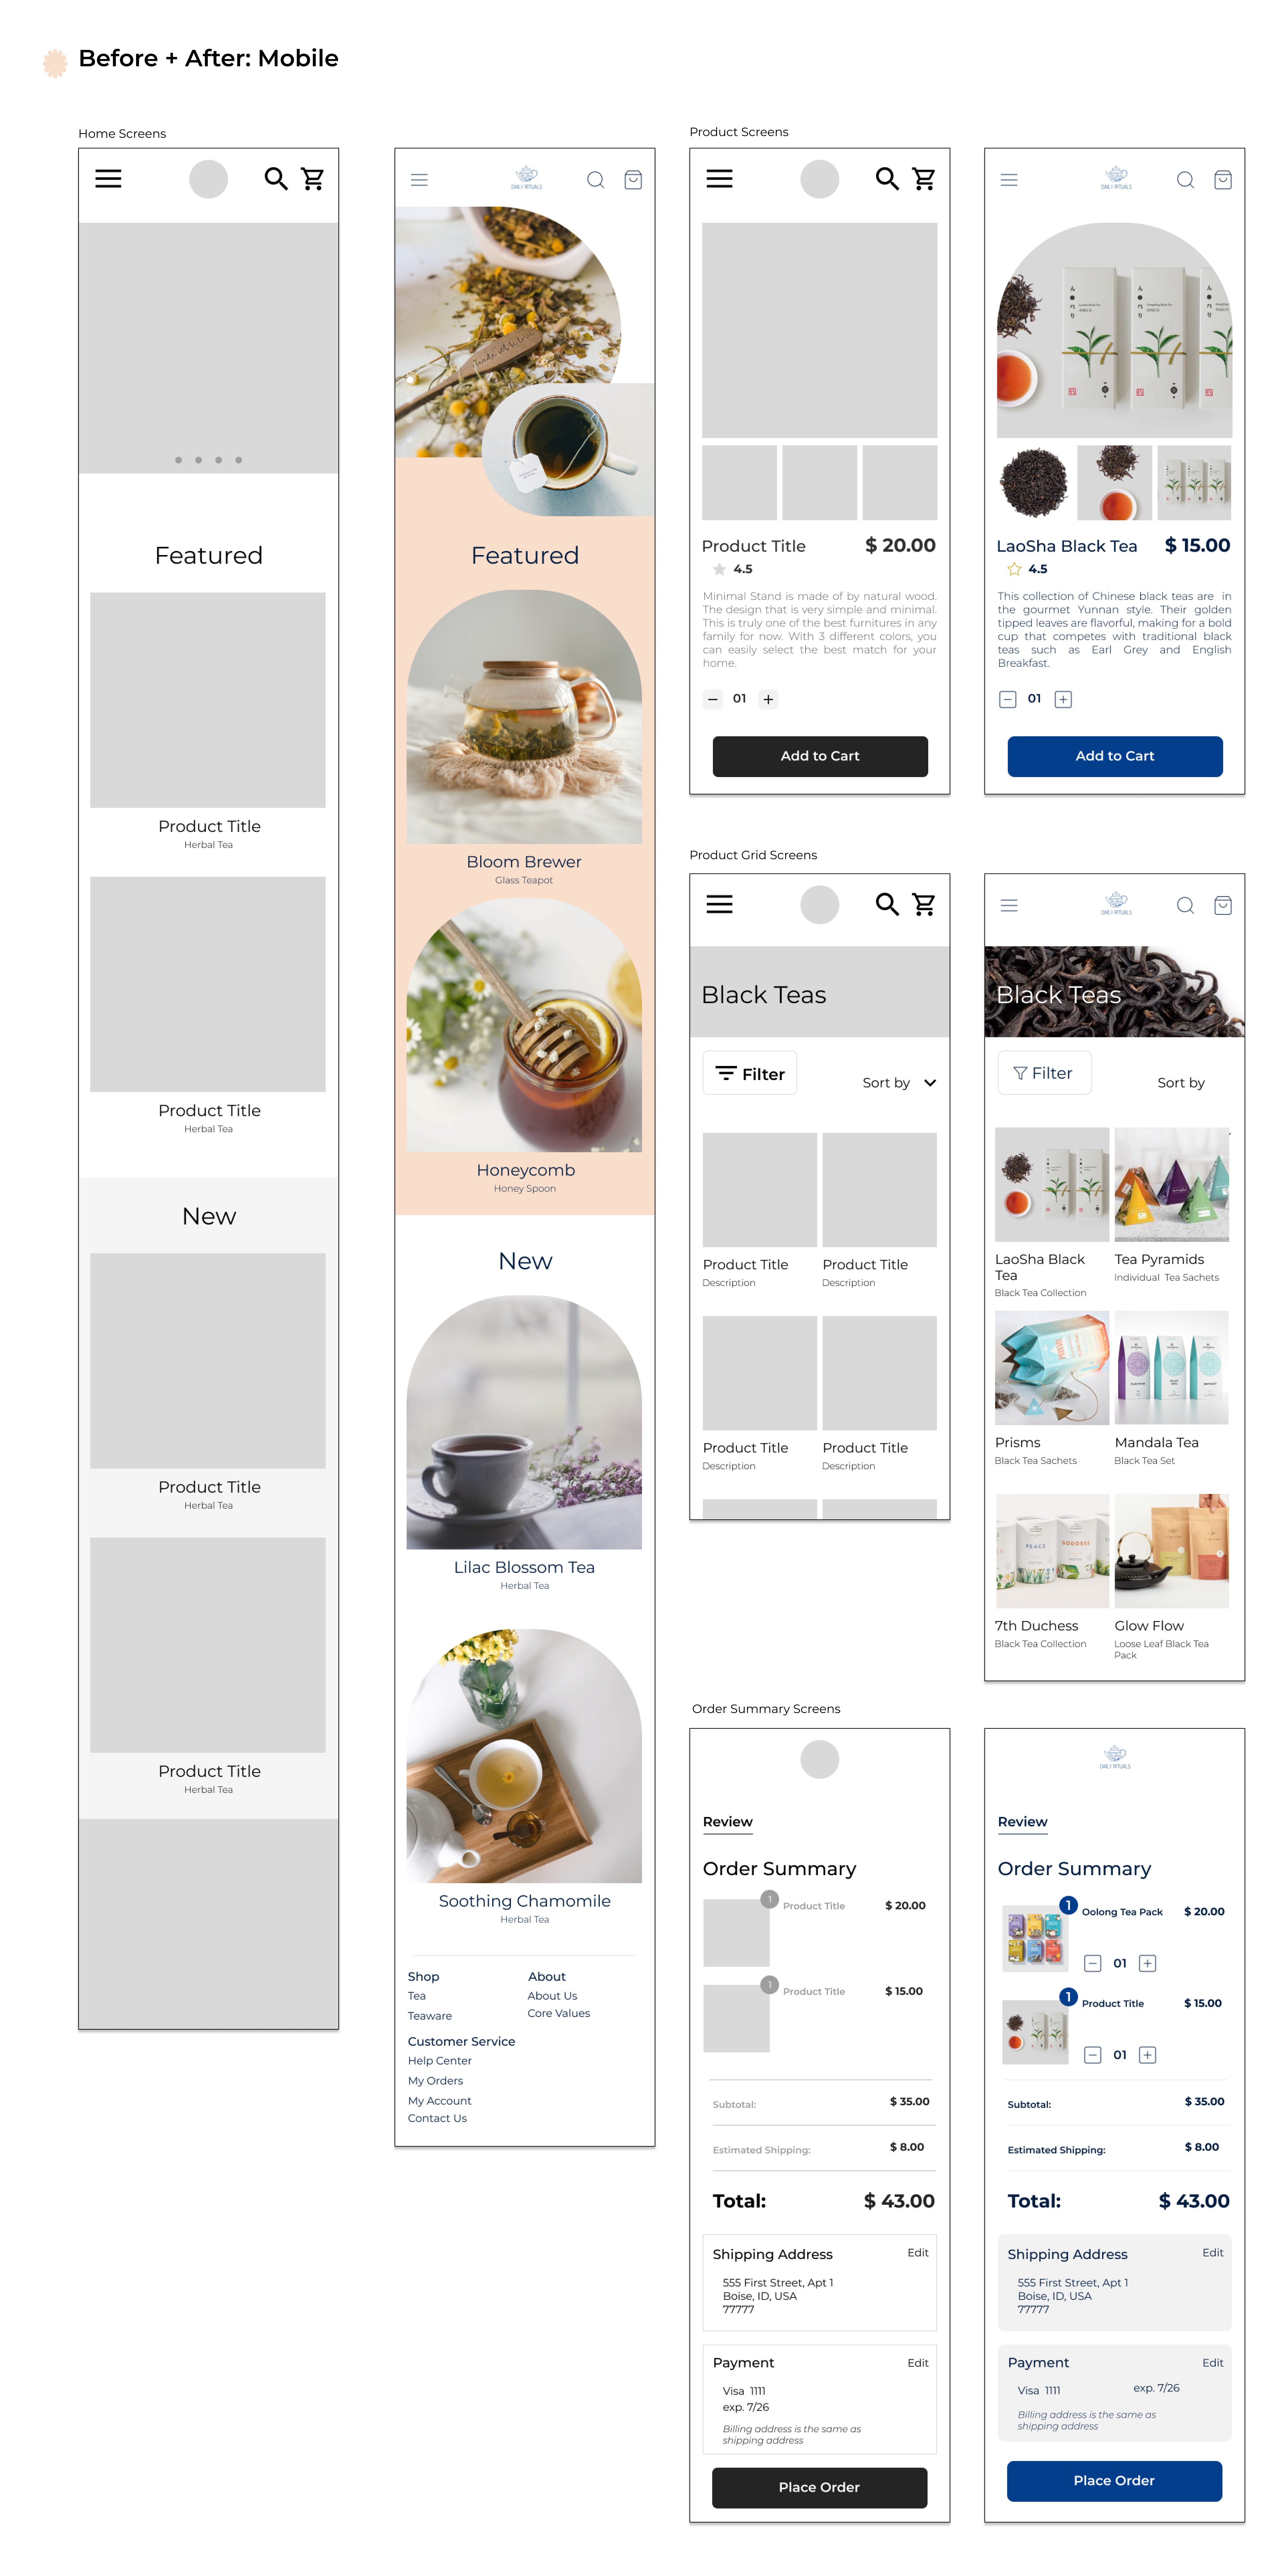 Before + After: Mobile
Home Screens
Featured
Product Title
Herbal Tea
Product Title
Herbal Tea
New
Product Title
Herbal Tea
Product Title
Herbal Tea
DAILY RITUALS
Featured
Bloom Brewer
Glass Teapot
Honeycomb
Honey Spoon
New
Lilac Blossom Tea
Herbal Tea
Soothing Chamomile
Herbal Tea
Shop
Tea
Teaware
About
About Us
Core Values
Customer Service
Help Center
My Orders
My Account
Contact Us
Product Screens
Product Title
$ 20.00
4.5
Minimal Stand is made of by natural wood.
The design that is very simple and minimal.
This is truly one of the best furnitures in any
family for now. With 3 different colors, you
can easily select the best match for your
home.
01
Add to Cart
DAILY RITUALS
LaoSha Black Tea
$ 15.00
4.5
This collection of Chinese black teas are in
the gourmet Yunnan style. Their golden
tipped leaves are flavorful, making for a bold
cup that competes with traditional black
teas such as Earl Grey and English
Breakfast.
01
Add to Cart
Product Grid Screens
Black Teas
Filter
Sort by
Product Title
Description
Product Title
Description
Product Title
Description
Product Title
Description
DAILY RITUALS
Black Teas
Filter
Sort by
LaoSha Black
Tea
Black Tea Collection
Tea Pyramids
Individual Tea Sachets
Prisms
Black Tea Sachets
Mandala Tea
Black Tea Set
PEACE
GODDESS
7th Duchess
Black Tea Collection
Glow Flow
Loose Leaf Black Tea
Pack
Order Summary Screens
Review
Order Summary
1
Product Title
$ 20.00
1
Product Title
$ 15.00
Subtotal:
$ 35.00
Estimated Shipping:
$ 8.00
Total:
$ 43.00
Shipping Address
Edit
555 First Street, Apt 1
Boise, ID, USA
77777
Payment
Edit
Visa 1111
exp. 7/26
Billing address is the same as
shipping address
Place Order
DAILY RITUALS
Review
Order Summary
1
Oolong Tea Pack
$ 20.00
01
1
Product Title
$ 15.00
01
Subtotal:
$ 35.00
Estimated Shipping:
$ 8.00
Total:
$ 43.00
Shipping Address
Edit
555 First Street, Apt 1
Boise, ID, USA
77777
Payment
Edit
Visa 1111
exp. 7/26
Billing address is the same as
shipping address
Place Order